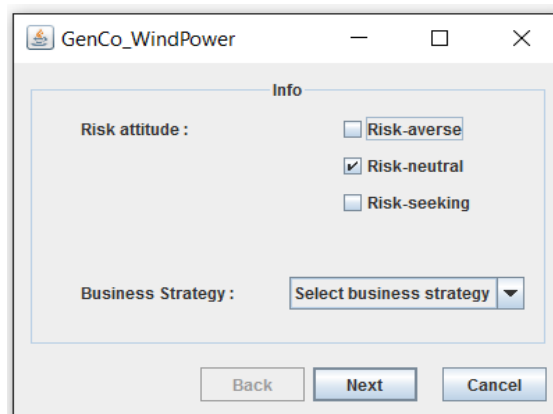 GenCo_WindPower
Info
Risk attitude :
Risk-averse
Risk-neutral
Risk-seeking
Business Strategy :
Select business strategy
Back
Next
Cancel